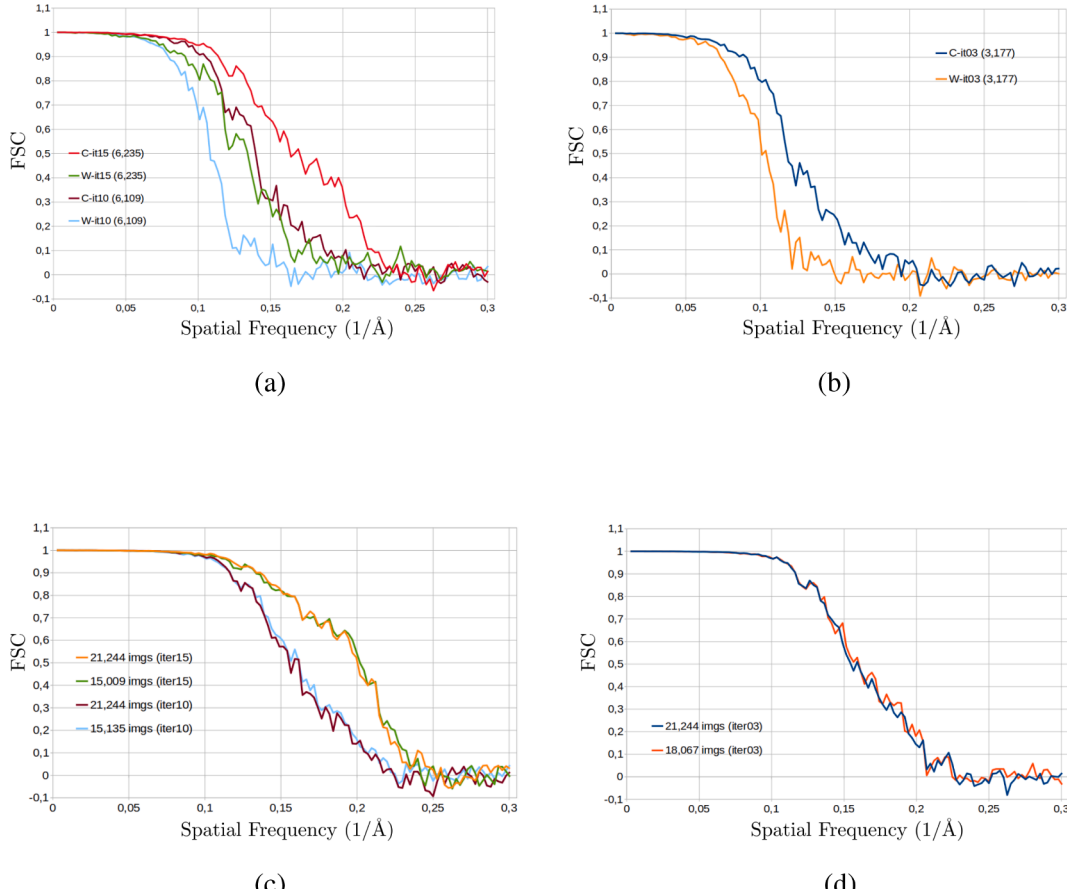 1,1
1
0,9
0,8
0,7
0,6
0,5
0,4
0,3
0,2
0,1
0
-0,1
FSC
C-it15 (6,235)
W-it15 (6,235)
C-it10 (6,109)
W-it10 (6,109)
0 0,05 0,1 0,15 0,2 0,25 0,3
Spatial Frequency (1/Å)
(a)
1,1
1
0,9
0,8
0,7
0,6
0,5
0,4
0,3
0,2
0,1
0
-0,1
FSC
C-it03 (3,177)
W-it03 (3,177)
0 0,05 0,1 0,15 0,2 0,25 0,3
Spatial Frequency (1/Å)
(b)
1,1
1
0,9
0,8
0,7
0,6
0,5
0,4
0,3
0,2
0,1
0
-0,1
FSC
21,244 imgs (iter15)
15,009 imgs (iter15)
21,244 imgs (iter10)
15,135 imgs (iter10)
0 0,05 0,1 0,15 0,2 0,25 0,3
Spatial Frequency (1/Å)
(c)
1,1
1
0,9
0,8
0,7
0,6
0,5
0,4
0,3
0,2
0,1
0
-0,1
FSC
21,244 imgs (iter03)
18,067 imgs (iter03)
0 0,05 0,1 0,15 0,2 0,25 0,3
Spatial Frequency (1/Å)
(d)